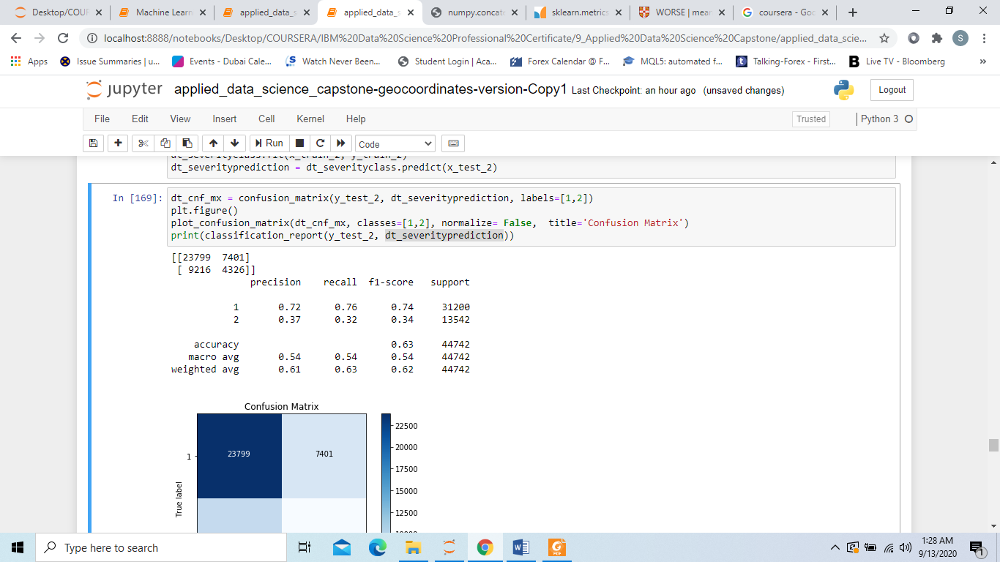 Desktop/COUF
Machine Learn
applied_data_s
applied_data_s
numpy.concate
sklearn.metrics
WORSE | mean
coursera - Goo
localhost:8888/notebooks/Desktop/COURSERA/IBM%20Data%20Science%20Professional%20Certificate/9_Applied%20Data%20Science%20Capstone/applied_data_scie...
S
Apps
Issue Summaries | u...
Events - Dubai Cale...
Watch Never Been...
Student Login | Aca...
Forex Calendar @ F...
MQL5: automated f...
Talking-Forex - First...
Live TV - Bloomberg
»
jupyter applied_data_science_capstone-geocoordinates-version-Copy1 Last Checkpoint: an hour ago (unsaved changes)
Logout
File Edit View Insert Cell Kernel Help
Trusted
Python 3
Run
Code
dt_severityclass.fit(x_train_2, y_train_2)
dt_severityprediction = dt_severityclass.predict(x_test_2)
In [169]: dt_cnf_mx = confusion_matrix(y_test_2, dt_severityprediction, labels=[1,2])
plt.figure()
plot_confusion_matrix(dt_cnf_mx, classes=[1,2], normalize= False,  title='Confusion Matrix')
print(classification_report(y_test_2, dt_severityprediction))
[[23799  7401]
 [ 9216  4326]]
precision    recall  f1-score   support
1       0.72      0.76      0.74     31200
2       0.37      0.32      0.34     13542
accuracy                           0.63     44742
macro avg       0.54      0.54      0.54     44742
weighted avg       0.61      0.63      0.62     44742
Confusion Matrix
23799
7401
1
True label
22500
20000
17500
15000
12500
Type here to search
PDF
1:28 AM
9/13/2020
1